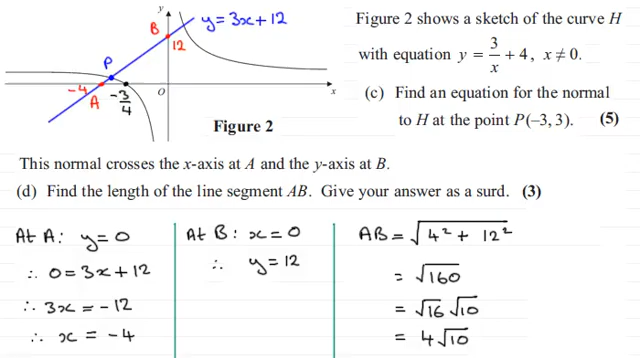 y
B
y = 3x + 12
12
P
-4
A
-3/4
O
x
Figure 2
Figure 2 shows a sketch of the curve H
with equation y = 3/x + 4, x ≠ 0.
(c) Find an equation for the normal
to H at the point P(–3, 3). (5)
This normal crosses the x-axis at A and the y-axis at B.
(d) Find the length of the line segment AB. Give your answer as a surd. (3)
At A: y = 0
∴ 0 = 3x + 12
∴ 3x = -12
∴ x = -4
At B: x = 0
∴ y = 12
AB = √(4² + 12²)
= √160
= √16 √10
= 4√10